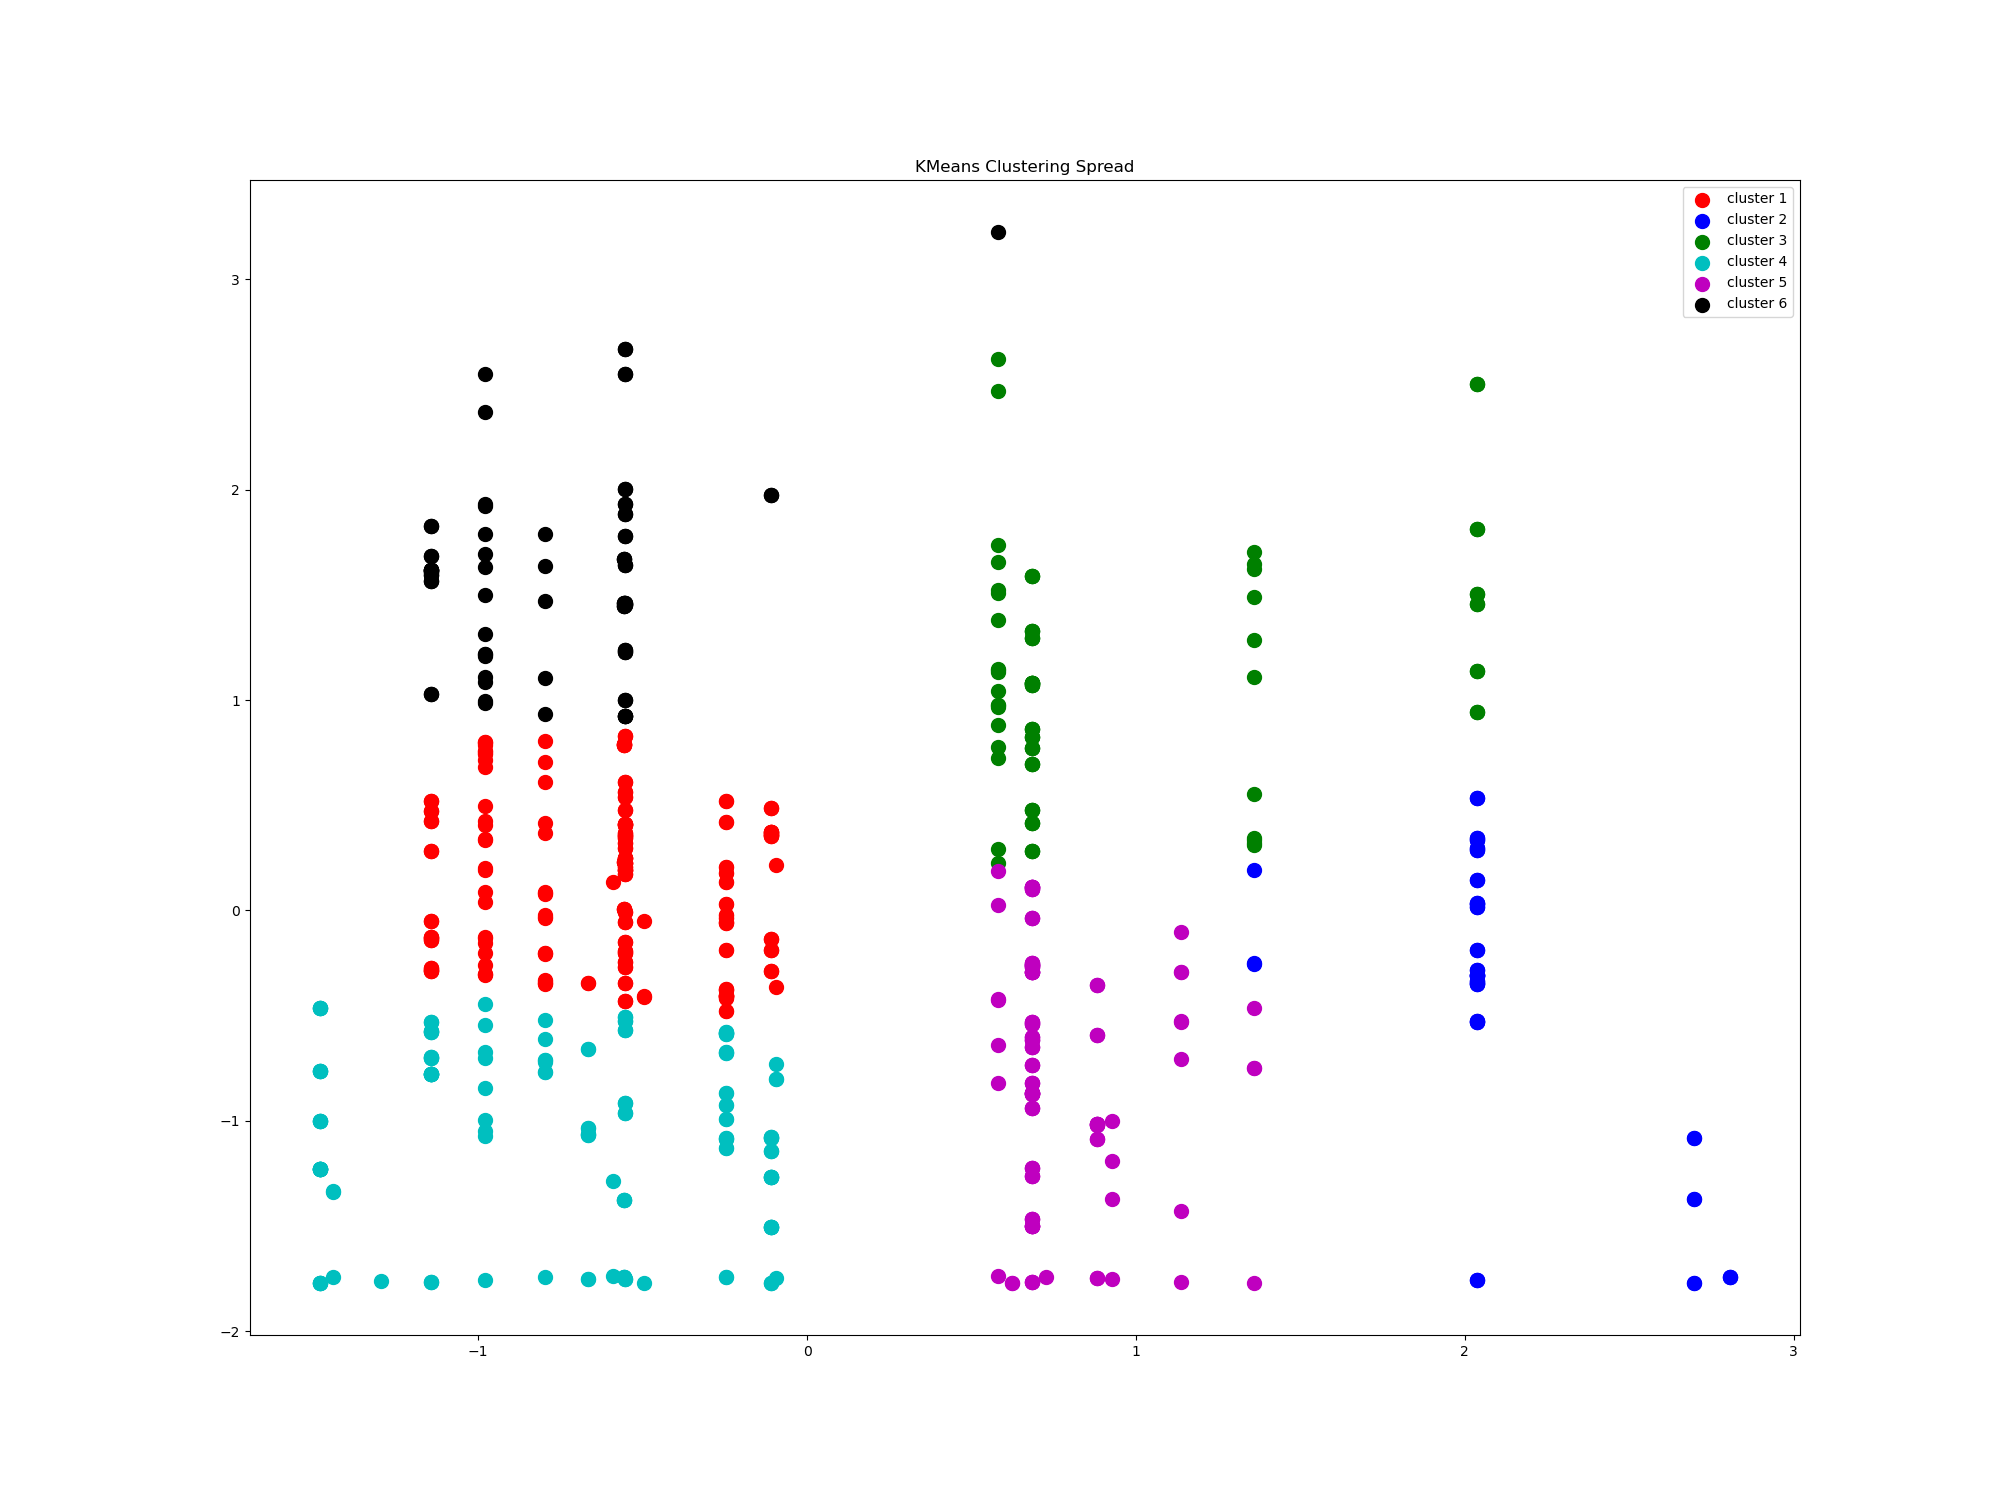 KMeans Clustering Spread
cluster 1
cluster 2
cluster 3
cluster 4
cluster 5
cluster 6
3
2
1
0
−1
−2
−1 0 1 2 3